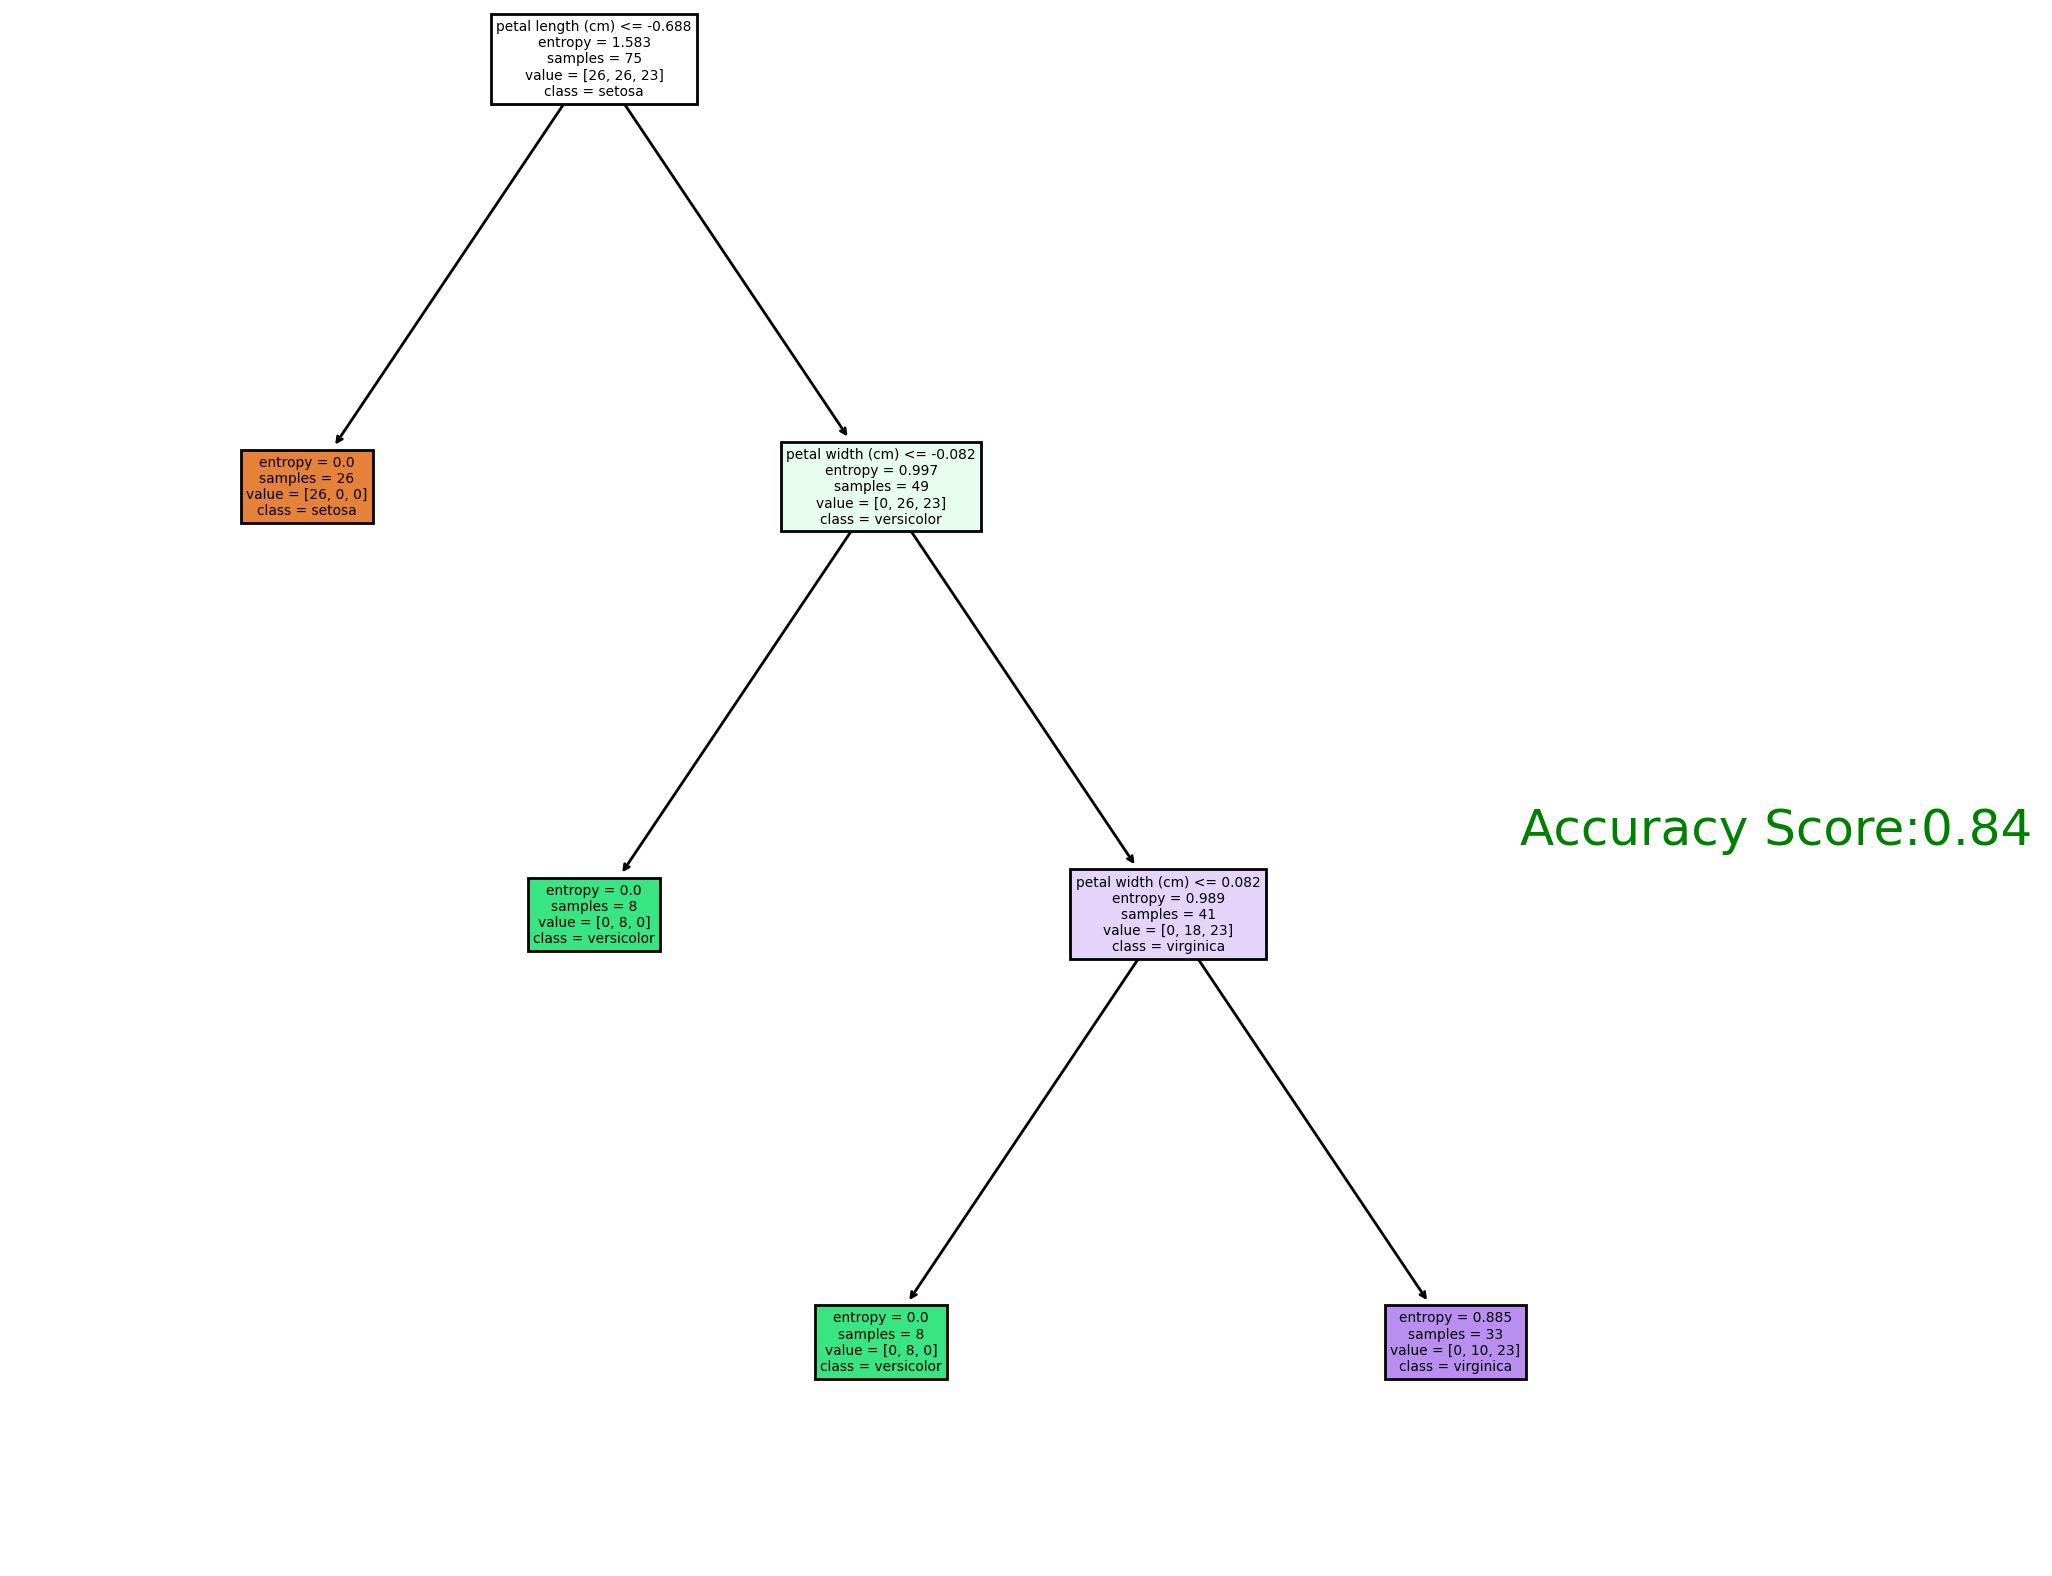 petal length (cm) <= -0.688
entropy = 1.583
samples = 75
value = [26, 26, 23]
class = setosa
entropy = 0.0
samples = 26
value = [26, 0, 0]
class = setosa
petal width (cm) <= -0.082
entropy = 0.997
samples = 49
value = [0, 26, 23]
class = versicolor
Accuracy Score:0.84
entropy = 0.0
samples = 8
value = [0, 8, 0]
class = versicolor
petal width (cm) <= 0.082
entropy = 0.989
samples = 41
value = [0, 18, 23]
class = virginica
entropy = 0.0
samples = 8
value = [0, 8, 0]
class = versicolor
entropy = 0.885
samples = 33
value = [0, 10, 23]
class = virginica